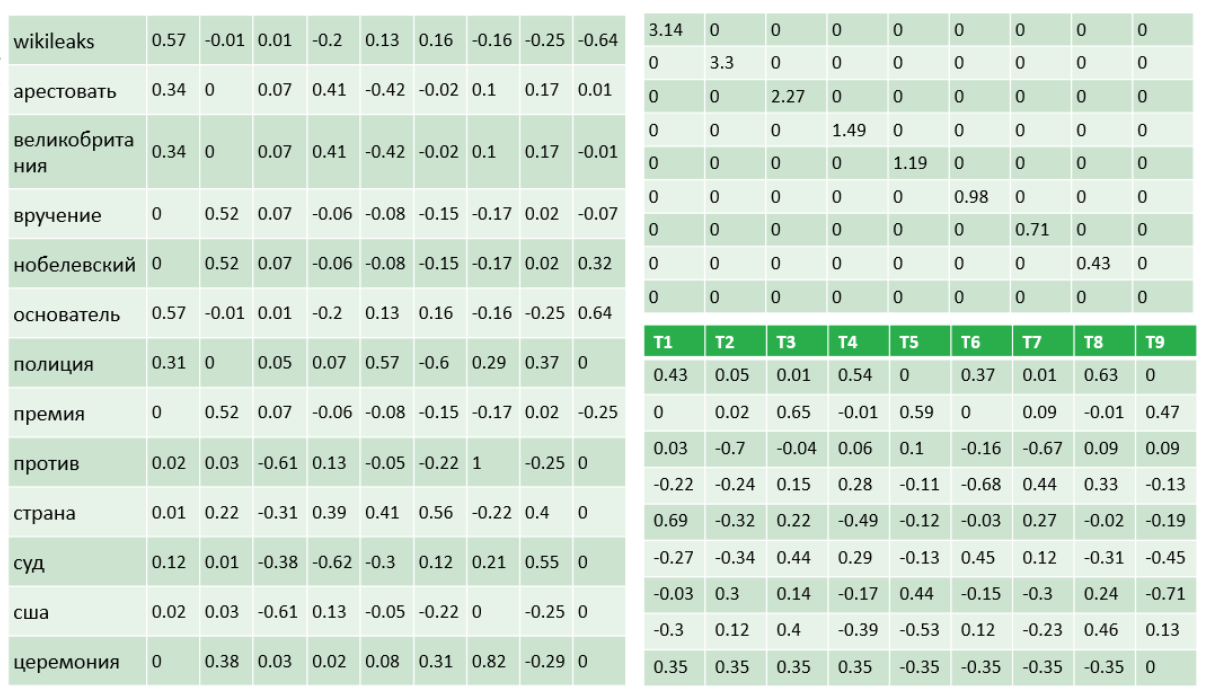 wikileaks 0.57 -0.01 0.01 -0.2 0.13 0.16 -0.16 -0.25 -0.64
арестовать 0.34 0 0.07 0.41 -0.42 -0.02 0.1 0.17 0.01
великобрита
ния 0.34 0 0.07 0.41 -0.42 -0.02 0.1 0.17 -0.01
вручение 0 0.52 0.07 -0.06 -0.08 -0.15 -0.17 0.02 -0.07
нобелевский 0 0.52 0.07 -0.06 -0.08 -0.15 -0.17 0.02 0.32
основатель 0.57 -0.01 0.01 -0.2 0.13 0.16 -0.16 -0.25 0.64
полиция 0.31 0 0.05 0.07 0.57 -0.6 0.29 0.37 0
премия 0 0.52 0.07 -0.06 -0.08 -0.15 -0.17 0.02 -0.25
против 0.02 0.03 -0.61 0.13 -0.05 -0.22 1 -0.25 0
страна 0.01 0.22 -0.31 0.39 0.41 0.56 -0.22 0.4 0
суд 0.12 0.01 -0.38 -0.62 -0.3 0.12 0.21 0.55 0
сша 0.02 0.03 -0.61 0.13 -0.05 -0.22 0 -0.25 0
церемония 0 0.38 0.03 0.02 0.08 0.31 0.82 -0.29 0
3.14 0 0 0 0 0 0 0 0
0 3.3 0 0 0 0 0 0 0
0 0 2.27 0 0 0 0 0 0
0 0 0 1.49 0 0 0 0 0
0 0 0 0 1.19 0 0 0 0
0 0 0 0 0 0.98 0 0 0
0 0 0 0 0 0 0.71 0 0
0 0 0 0 0 0 0 0.43 0
0 0 0 0 0 0 0 0 0
T1 T2 T3 T4 T5 T6 T7 T8 T9
0.43 0.05 0.01 0.54 0 0.37 0.01 0.63 0
0 0.02 0.65 -0.01 0.59 0 0.09 -0.01 0.47
0.03 -0.7 -0.04 0.06 0.1 -0.16 -0.67 0.09 0.09
-0.22 -0.24 0.15 0.28 -0.11 -0.68 0.44 0.33 -0.13
0.69 -0.32 0.22 -0.49 -0.12 -0.03 0.27 -0.02 -0.19
-0.27 -0.34 0.44 0.29 -0.13 0.45 0.12 -0.31 -0.45
-0.03 0.3 0.14 -0.17 0.44 -0.15 -0.3 0.24 -0.71
-0.3 0.12 0.4 -0.39 -0.53 0.12 -0.23 0.46 0.13
0.35 0.35 0.35 0.35 -0.35 -0.35 -0.35 -0.35 0